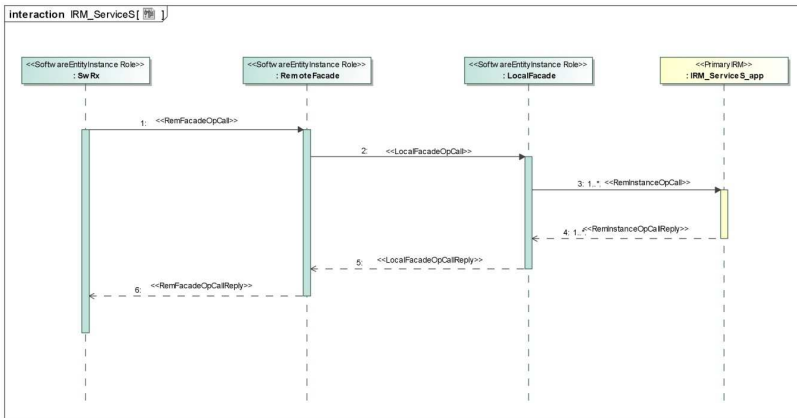 interaction IRM_ServiceS[ ]
<<SoftwareEntityInstance Role>>
: SwRx
<<SoftwareEntityInstance Role>>
: RemoteFacade
<<SoftwareEntityInstance Role>>
: LocalFacade
<<PrimaryIRM>>
: IRM_ServiceS_app
1: <<RemFacadeOpCall>>
2: <<LocalFacadeOpCall>>
3: 1..*: <<RemInstanceOpCall>>
4: 1..*: <<RemInstanceOpCallReply>>
5: <<LocalFacadeOpCallReply>>
6: <<RemFacadeOpCallReply>>